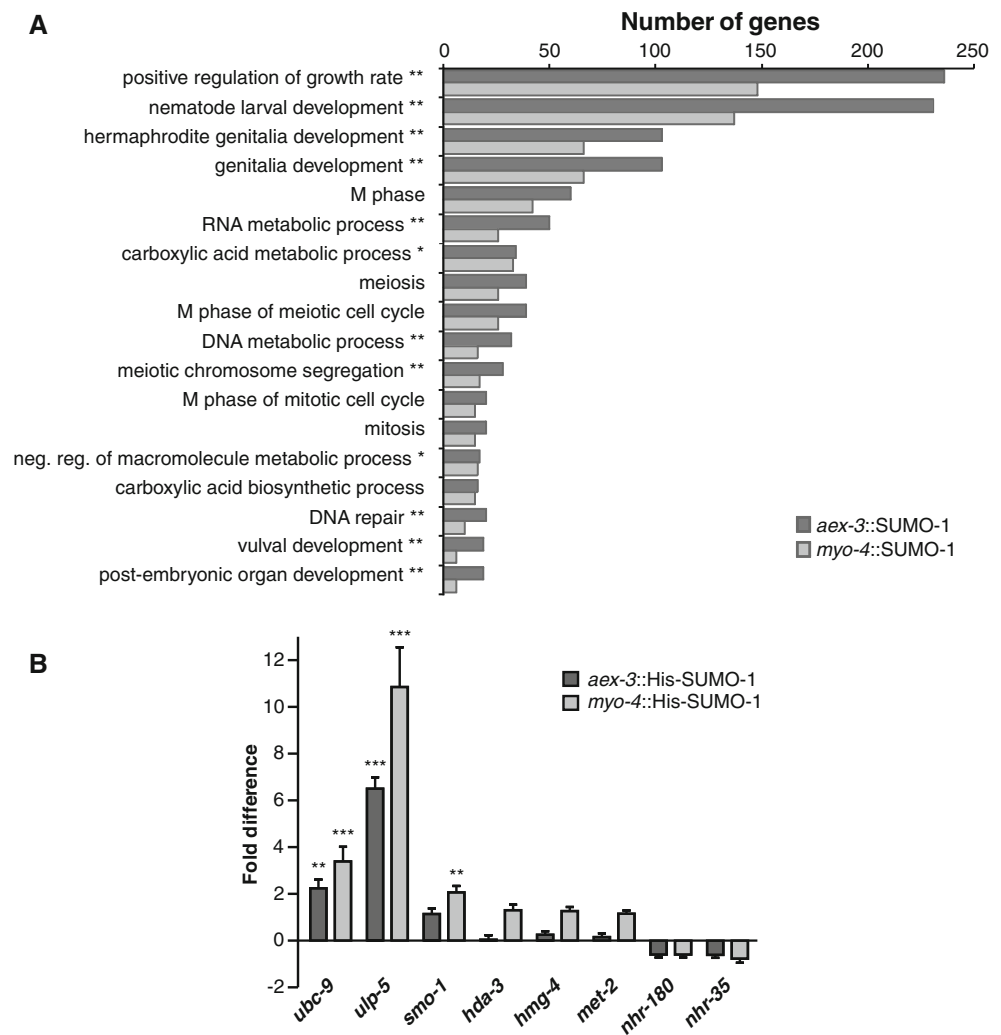 A
Number of genes
0 50 100 150 200 250
positive regulation of growth rate **
nematode larval development **
hermaphrodite genitalia development **
genitalia development **
M phase
RNA metabolic process **
carboxylic acid metabolic process *
meiosis
M phase of meiotic cell cycle
DNA metabolic process **
meiotic chromosome segregation **
M phase of mitotic cell cycle
mitosis
neg. reg. of macromolecule metabolic process *
carboxylic acid biosynthetic process
DNA repair **
vulval development **
post-embryonic organ development **
aex-3::SUMO-1
myo-4::SUMO-1
B
Fold difference
12
10
8
6
4
2
0
-2
**
***
***
***
**
aex-3::His-SUMO-1
myo-4::His-SUMO-1
ubc-9
ulp-5
smo-1
hda-3
hmg-4
met-2
nhr-180
nhr-35